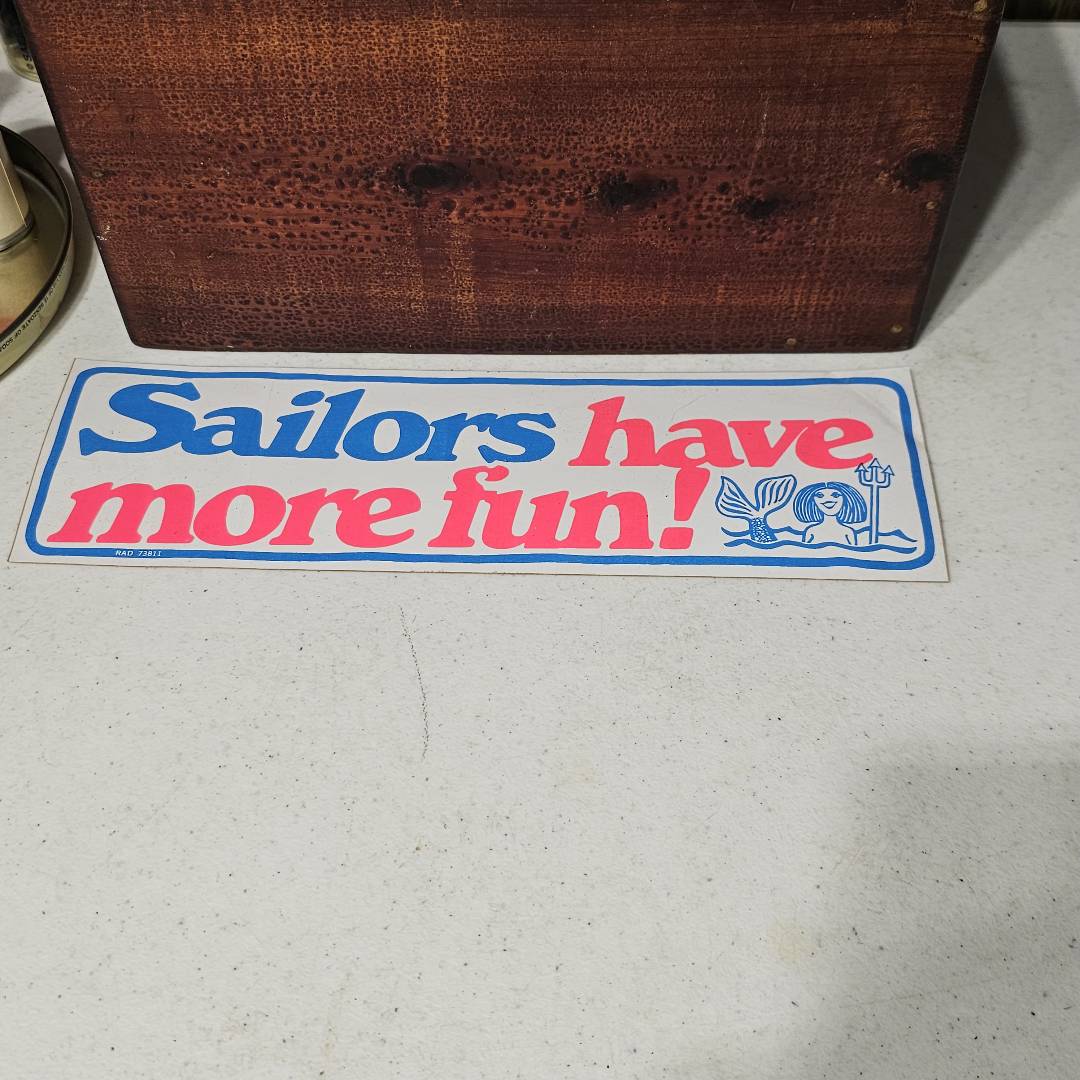 Sailors have
more fun!
RAD 73811